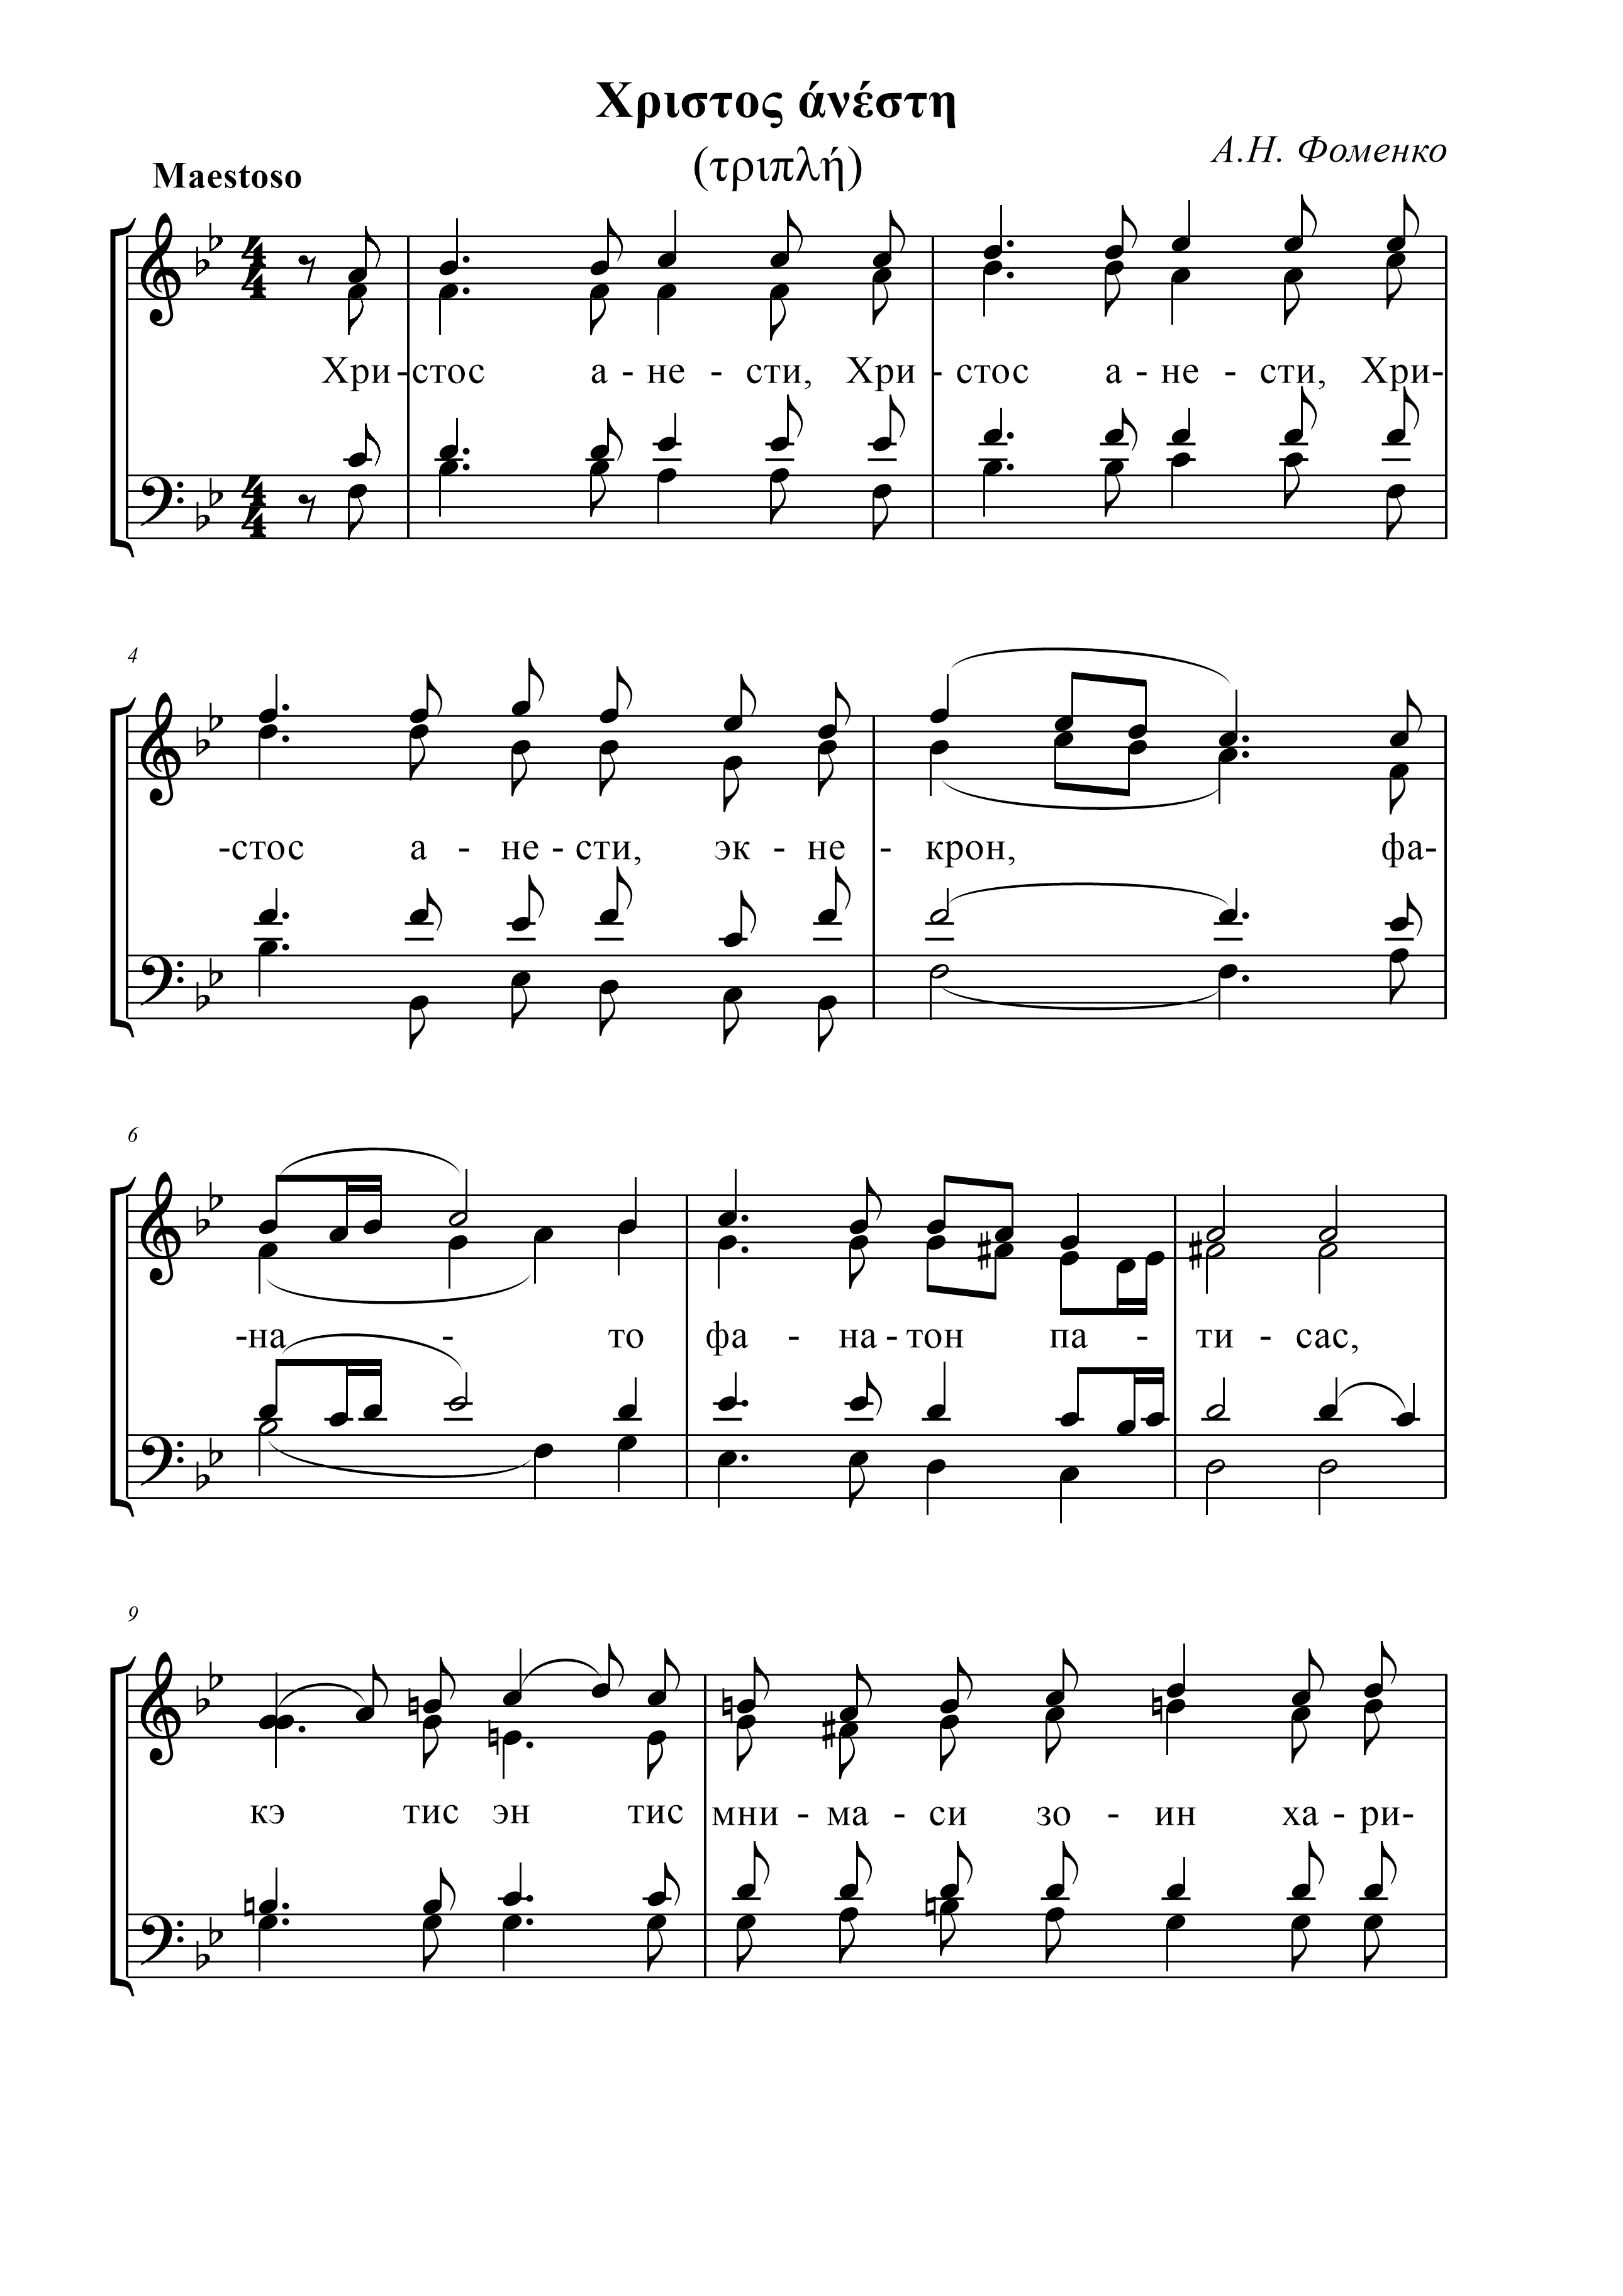 Χριστος άνέστη
(τριπλή)
А.Н. Фоменко
Maestoso
Хри-стос а - не - сти, Хри - стос а - не - сти, Хри-
4
-стос а - не - сти, эк - не - крон, фа-
6
-на - то фа - на - тон па - ти - сас,
9
кэ тис эн тис мни - ма - си зо - ин ха - ри-